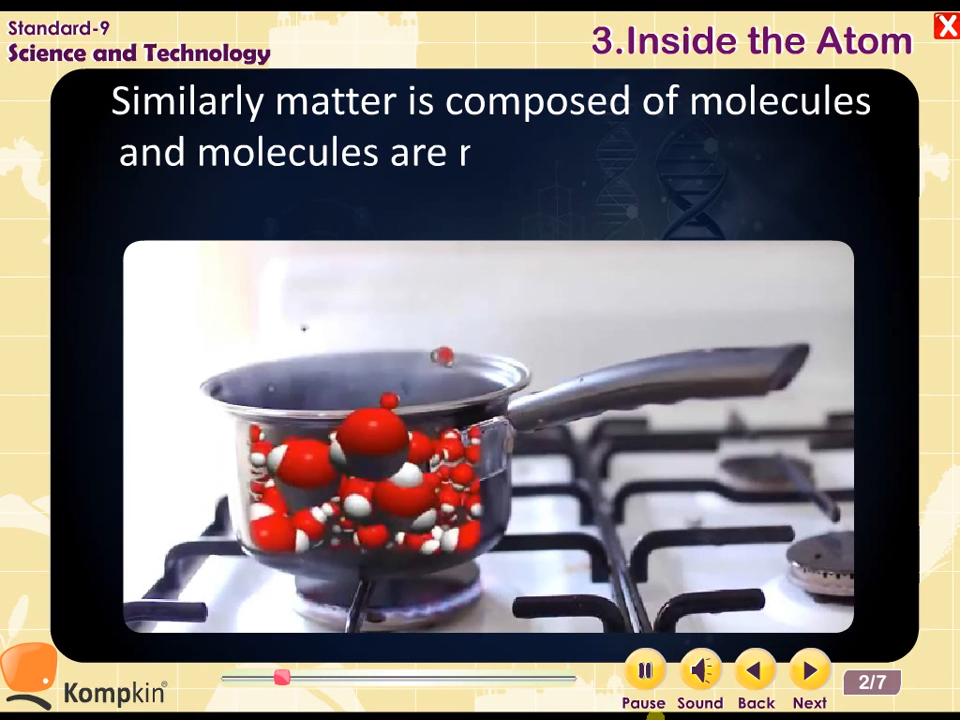 Standard-9
Science and Technology
3.Inside the Atom
X
Similarly matter is composed of molecules
and molecules are r
Kompkin®
Pause
Sound
Back
Next
2/7